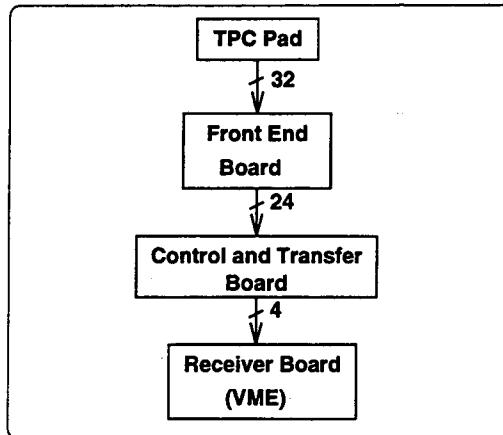 TPC Pad
32
Front End
Board
24
Control and Transfer
Board
4
Receiver Board
(VME)